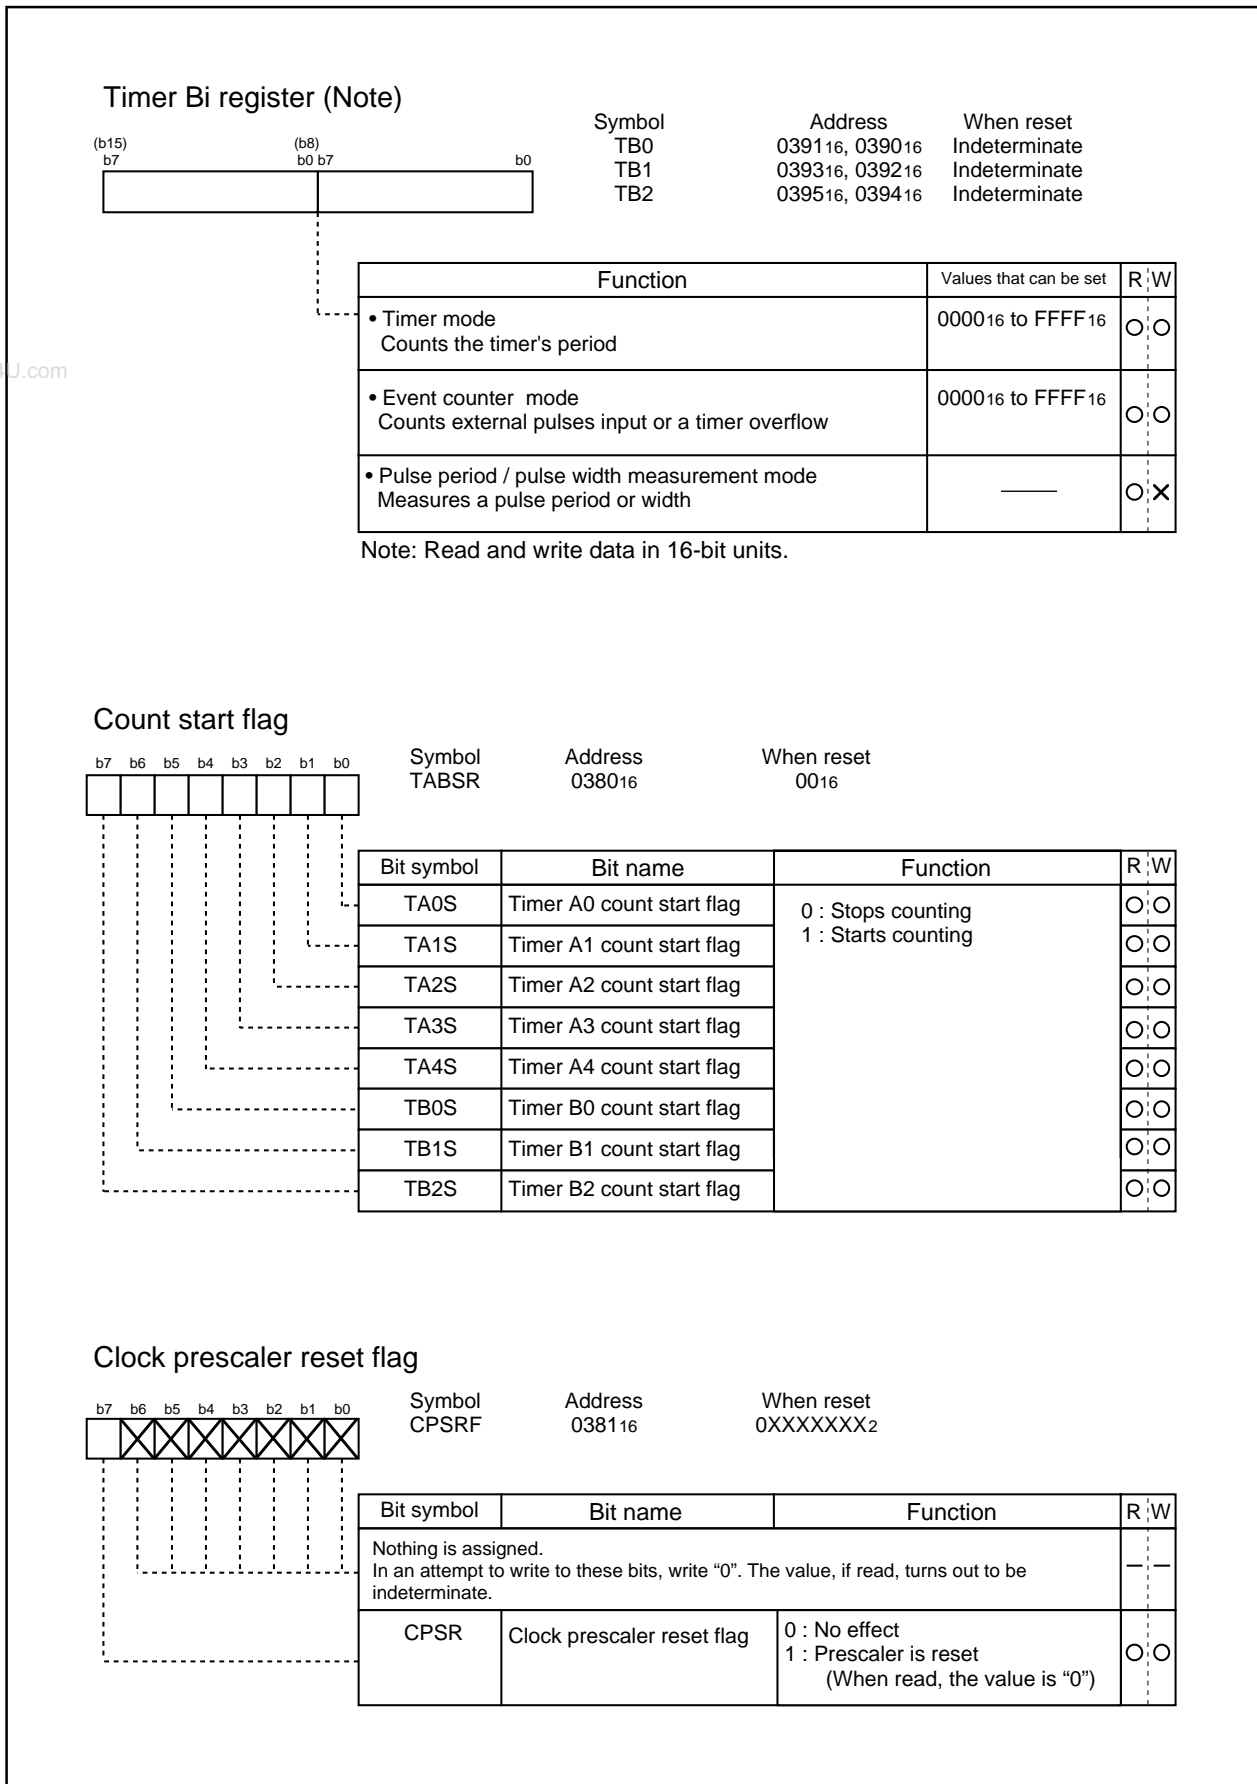 Timer Bi register (Note)
Symbol Address When reset
(b15) (b8)
b7 b0 b7 b0
TB0 039116, 039016 Indeterminate
TB1 039316, 039216 Indeterminate
TB2 039516, 039416 Indeterminate
Function Values that can be set R W
• Timer mode 000016 to FFFF16
Counts the timer's period
4U.com
• Event counter mode 000016 to FFFF16
Counts external pulses input or a timer overflow
• Pulse period / pulse width measurement mode
Measures a pulse period or width
Note: Read and write data in 16-bit units.
Count start flag
b7 b6 b5 b4 b3 b2 b1 b0
Symbol Address When reset
TABSR 038016 0016
Bit symbol Bit name Function R W
TA0S Timer A0 count start flag 0 : Stops counting
TA1S Timer A1 count start flag 1 : Starts counting
TA2S Timer A2 count start flag
TA3S Timer A3 count start flag
TA4S Timer A4 count start flag
TB0S Timer B0 count start flag
TB1S Timer B1 count start flag
TB2S Timer B2 count start flag
Clock prescaler reset flag
b7 b6 b5 b4 b3 b2 b1 b0
Symbol Address When reset
CPSRF 038116 0XXXXXXX2
Bit symbol Bit name Function R W
Nothing is assigned.
In an attempt to write to these bits, write “0”. The value, if read, turns out to be
indeterminate.
CPSR Clock prescaler reset flag 0 : No effect
1 : Prescaler is reset
(When read, the value is “0”)